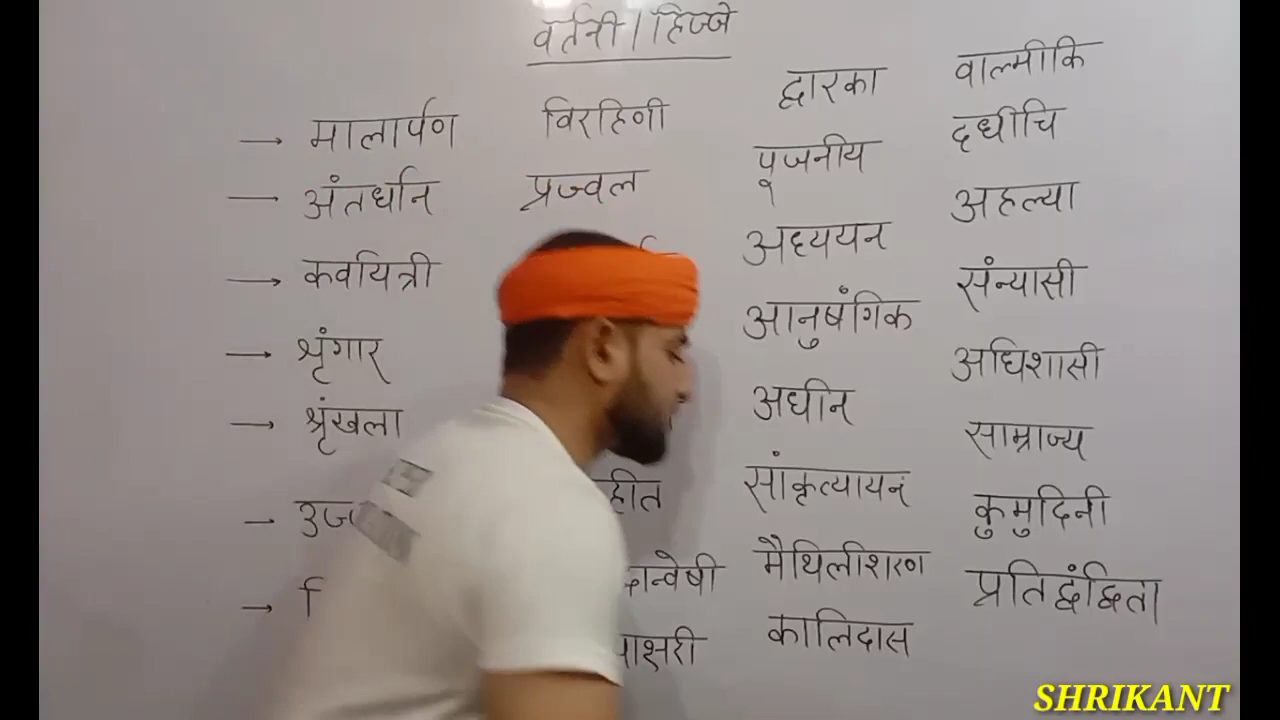 वर्तनी / हिज्जे
मालार्पण
अंतर्धान
कवयित्री
श्रृंगार
श्रृंखला
विरहिणी
प्रज्वल
द्वारका
पूजनीय
अध्ययन
आनुषंगिक
अधीन
सांकृत्यायन
मैथिलीशरण
कालिदास
वाल्मीकि
दधीचि
अहल्या
संन्यासी
अधिशासी
साम्राज्य
कुमुदिनी
प्रतिद्वंद्विता
SHRIKANT